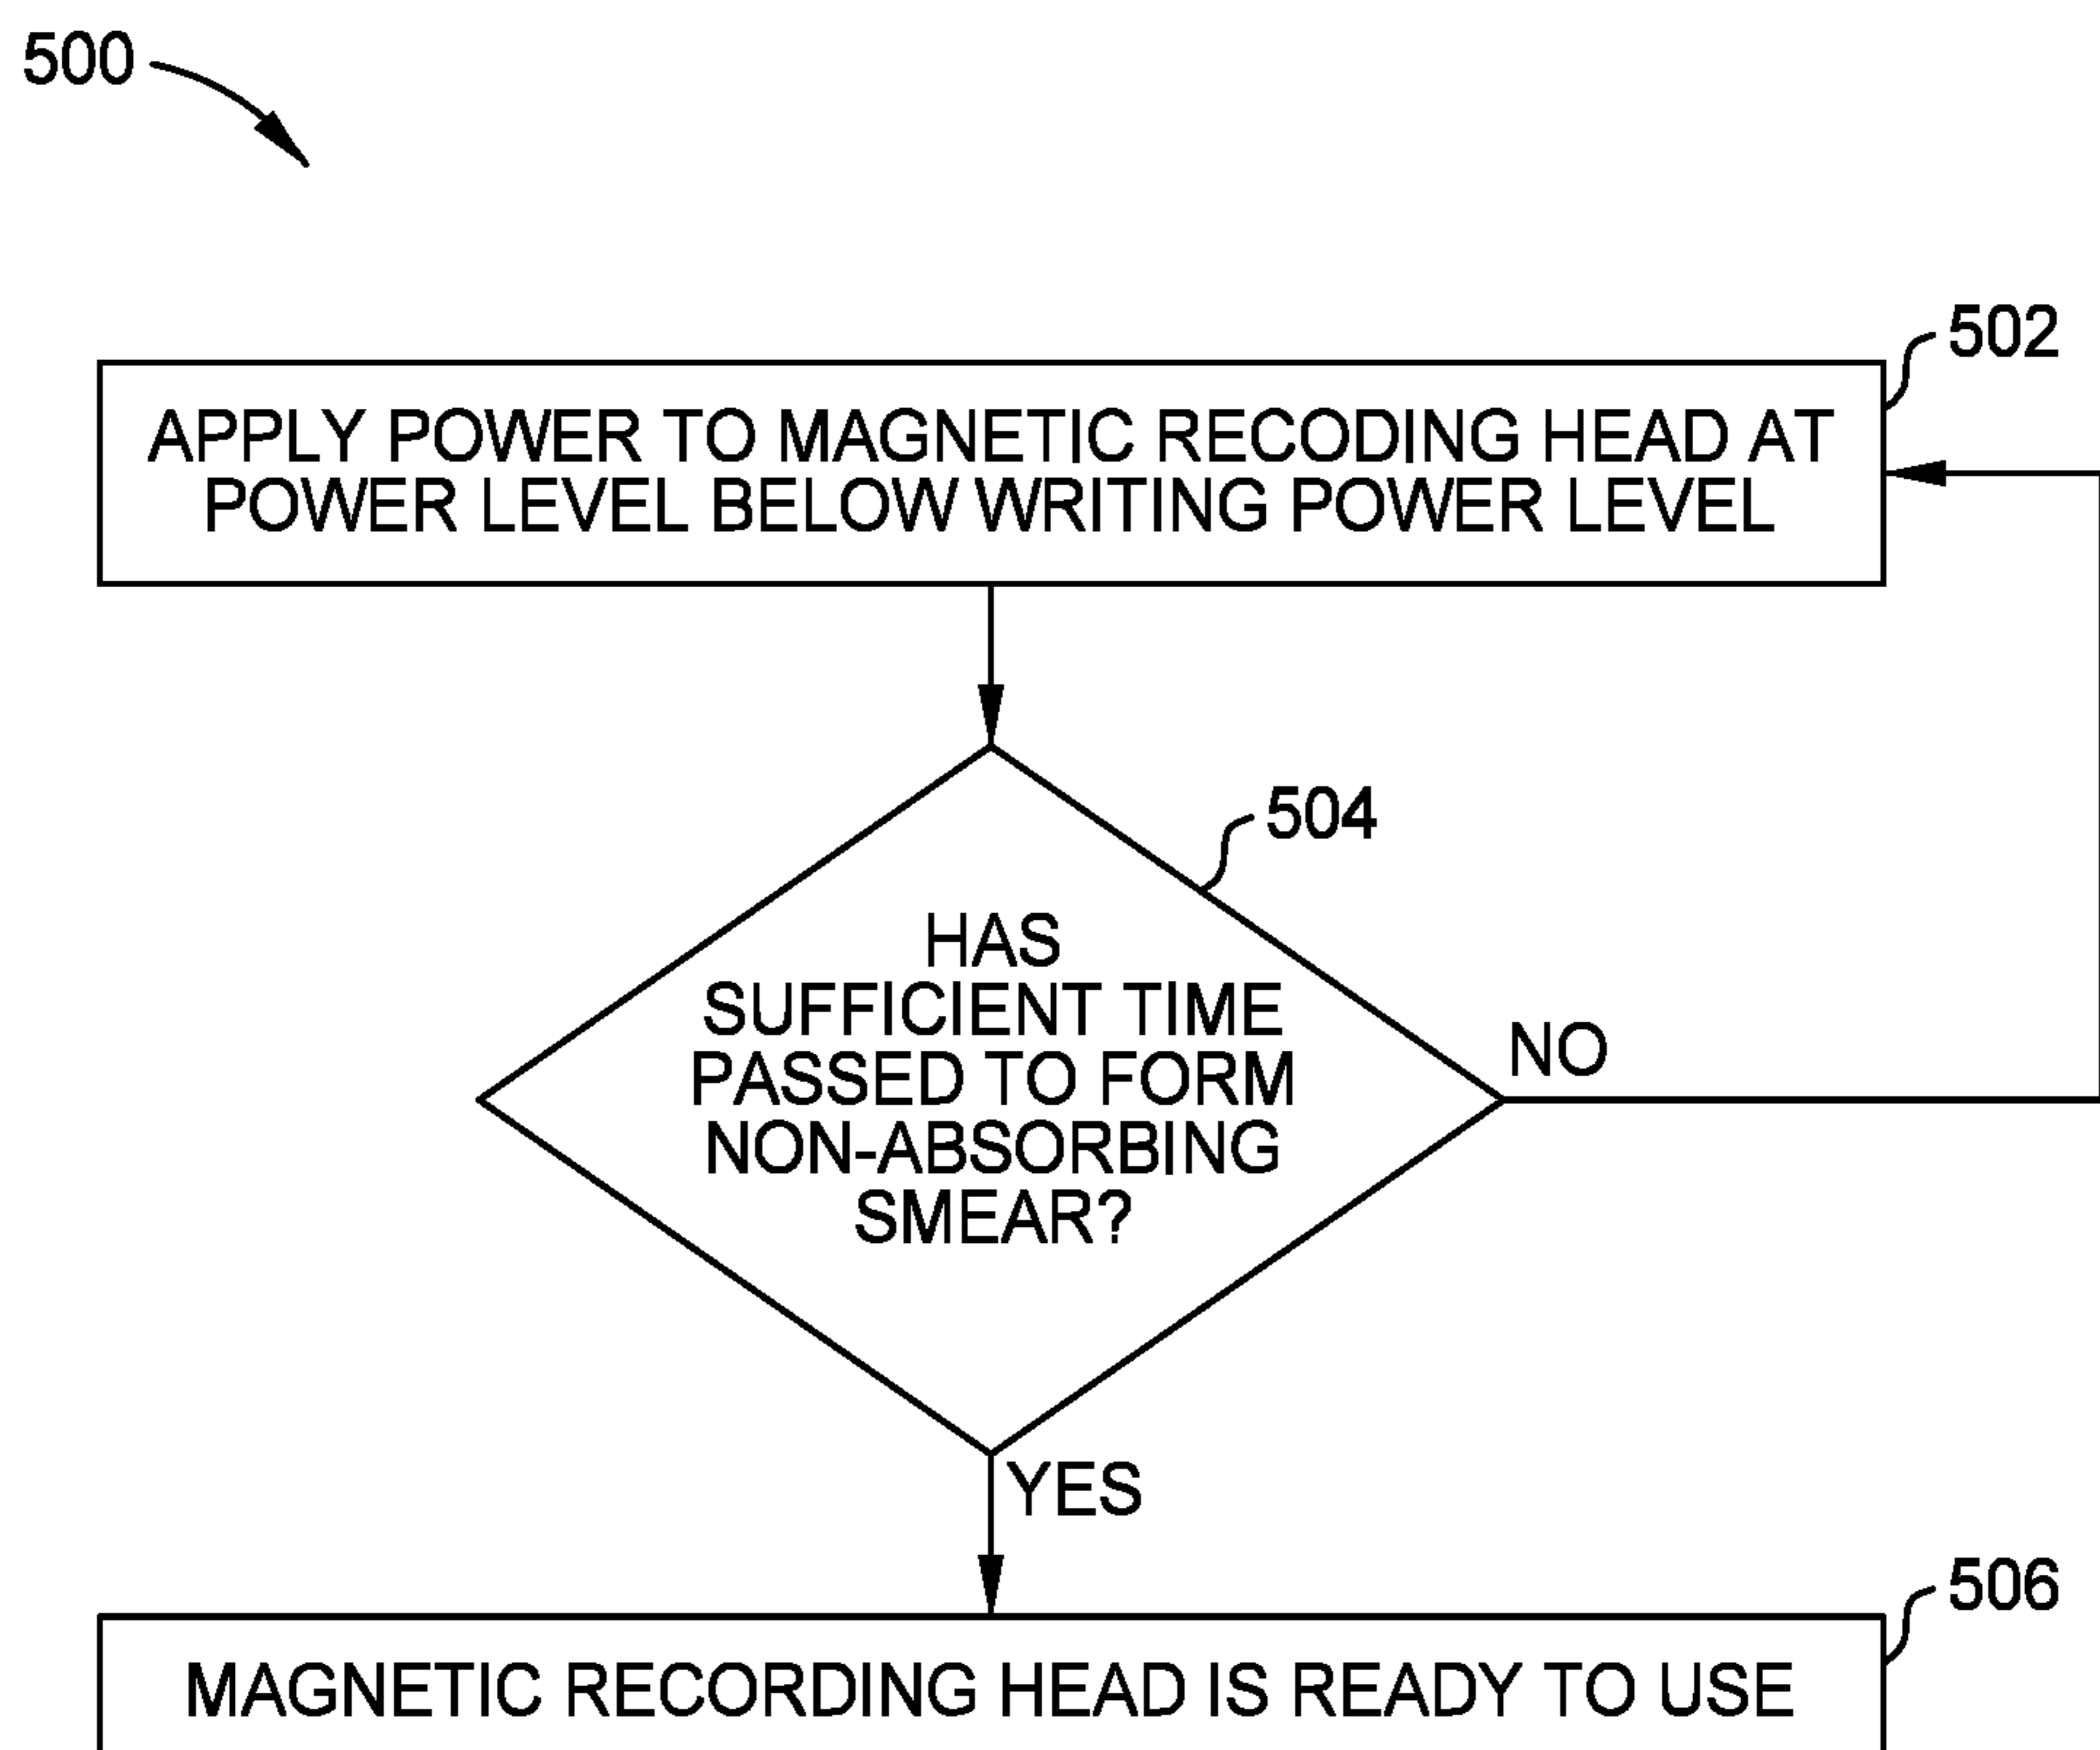 500
502
APPLY POWER TO MAGNETIC RECODING HEAD AT
POWER LEVEL BELOW WRITING POWER LEVEL
504
HAS
SUFFICIENT TIME
PASSED TO FORM
NON-ABSORBING
SMEAR?
NO
YES
506
MAGNETIC RECORDING HEAD IS READY TO USE